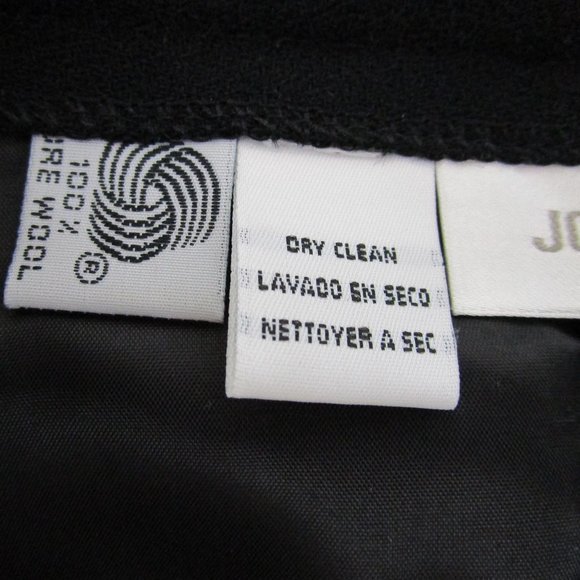 100%
WOOL
®
DRY CLEAN
LAVADO EN SECO
NETTOYER A SEC